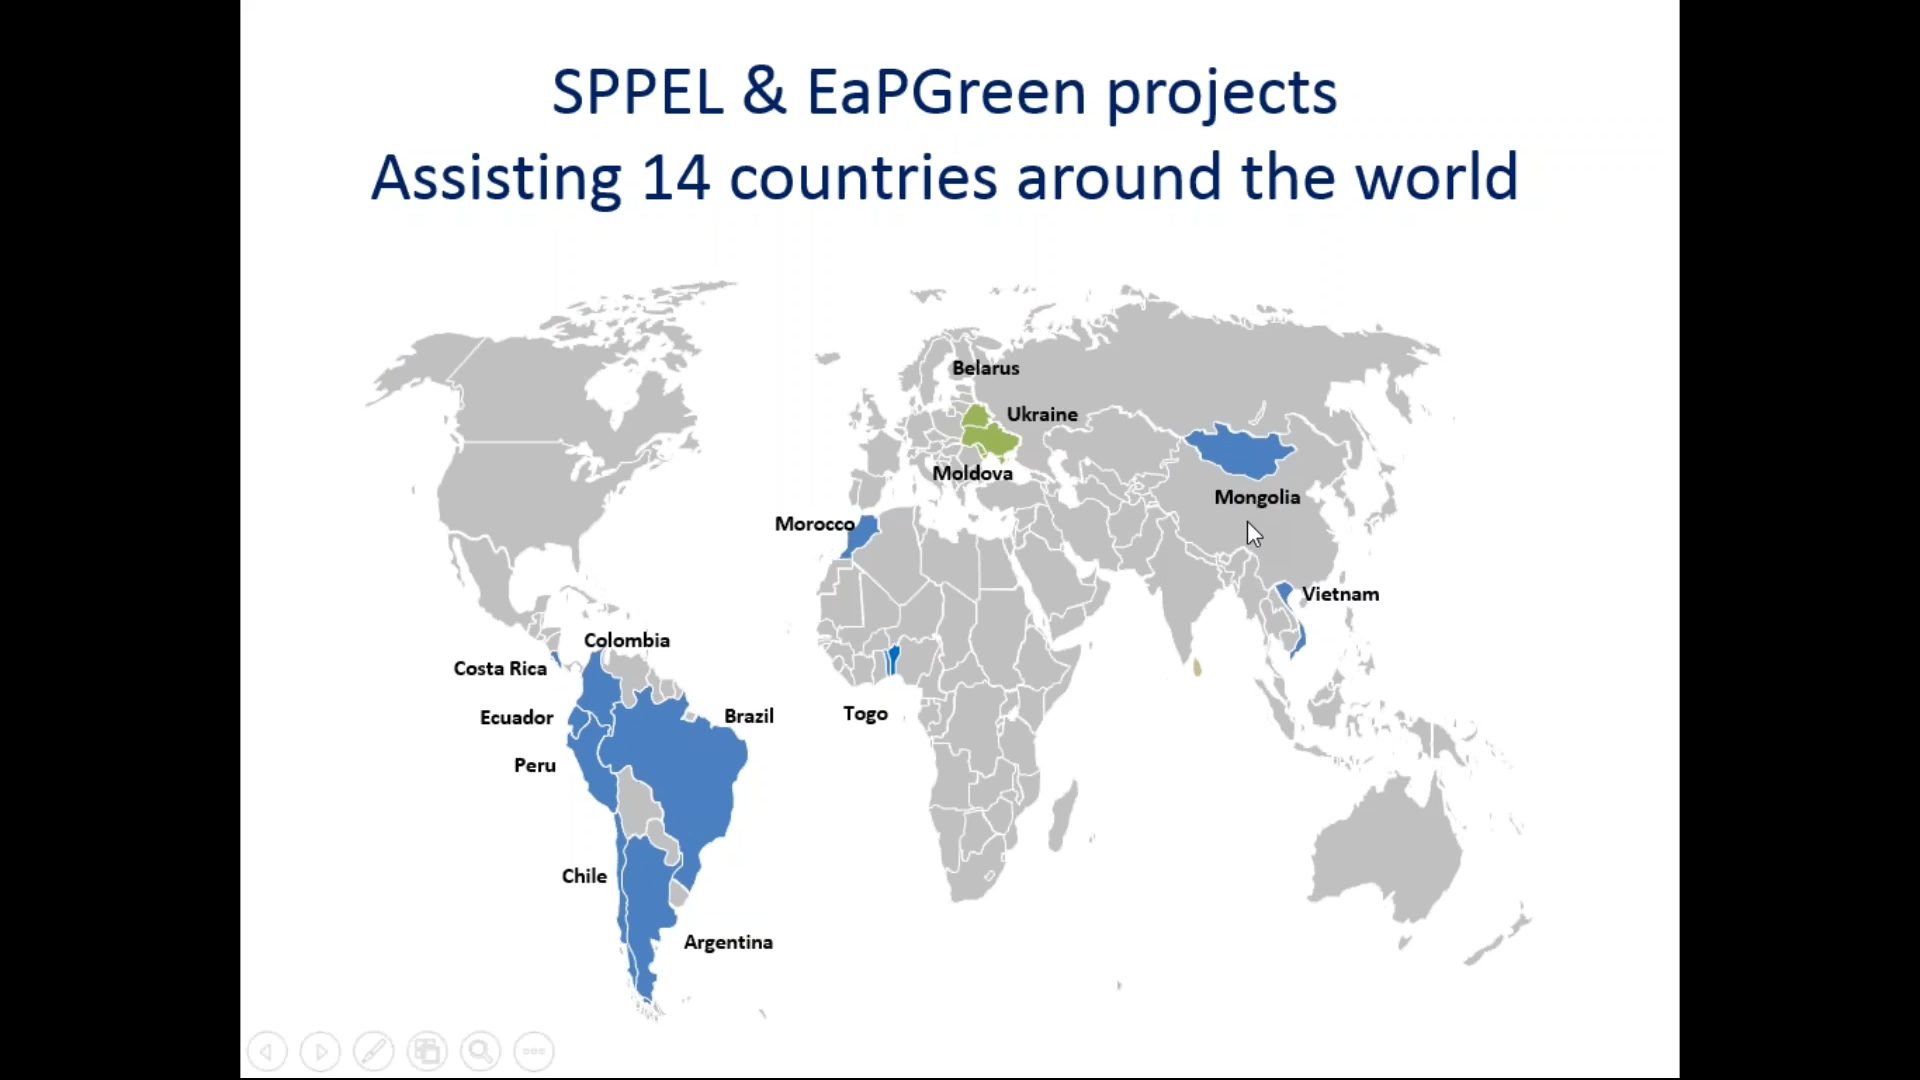 SPPEL & EaPGreen projects
Assisting 14 countries around the world
Belarus
Ukraine
Moldova
Mongolia
Morocco
Vietnam
Colombia
Costa Rica
Ecuador
Brazil
Togo
Peru
Chile
Argentina